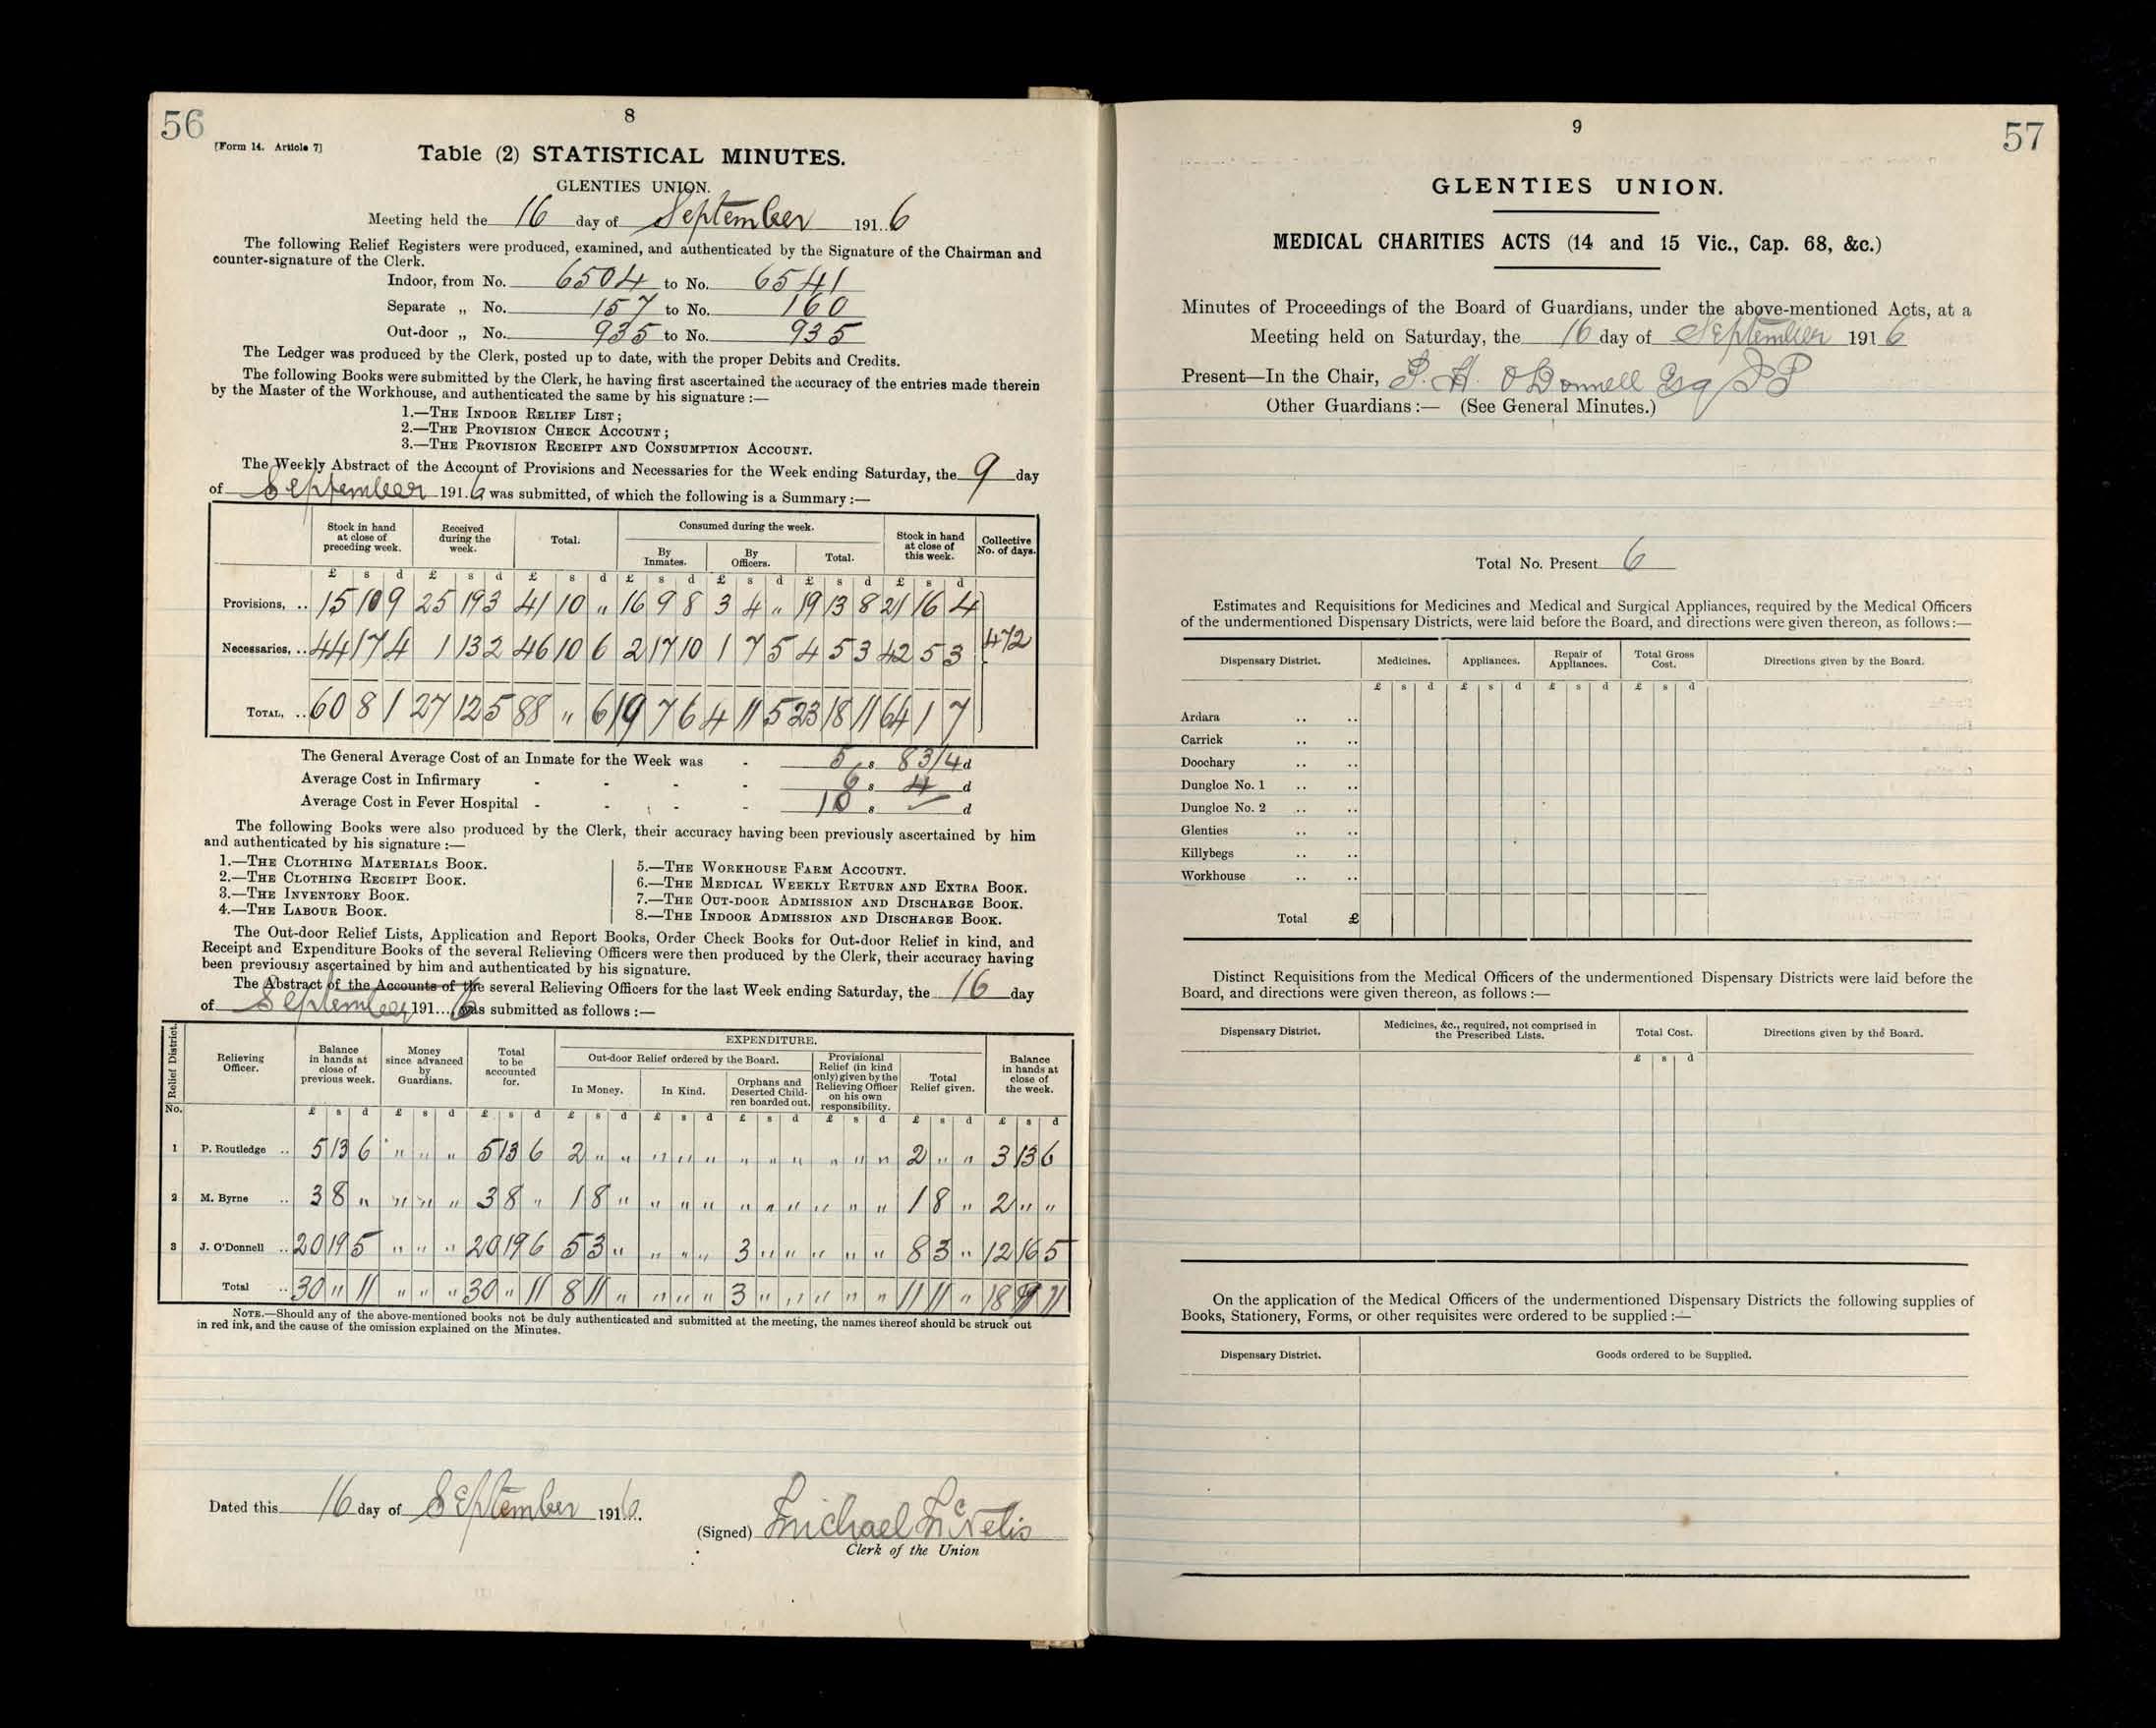 56
8
[Form 14. Article 7]
Table (2) STATISTICAL MINUTES.
GLENTIES UNION.
Meeting held the 16 day of September 191..6
The following Relief Registers were produced, examined, and authenticated by the Signature of the Chairman and
counter-signature of the Clerk.
Indoor, from No. 6504 to No. 6541
Separate „ No. 157 to No. 160
Out-door „ No. 935 to No. 935
The Ledger was produced by the Clerk, posted up to date, with the proper Debits and Credits.
The following Books were submitted by the Clerk, he having first ascertained the accuracy of the entries made therein
by the Master of the Workhouse, and authenticated the same by his signature :—
1.—THE INDOOR RELIEF LIST;
2.—THE PROVISION CHECK ACCOUNT;
3.—THE PROVISION RECEIPT AND CONSUMPTION ACCOUNT.
The Weekly Abstract of the Account of Provisions and Necessaries for the Week ending Saturday, the 9 day
of September 191.6 was submitted, of which the following is a Summary :—
Stock in hand at close of preceding week. Received during the week. Total. Consumed during the week. By Inmates. By Officers. Total. Stock in hand at close of this week. Collective No. of days.
£ s d £ s d £ s d £ s d £ s d £ s d £ s d
Provisions, .. 15 10 9 25 19 3 41 10 „ 16 9 8 3 4 „ 19 13 8 21 16 4
Necessaries, .. 44 17 4 1 13 2 46 10 6 2 17 10 1 7 5 4 5 3 42 5 3 472
TOTAL, .. 60 8 1 27 12 5 88 „ 6 19 7 6 4 11 5 23 18 11 64 1 7
The General Average Cost of an Inmate for the Week was - 5 s 8 3/4 d
Average Cost in Infirmary - - - - 6 s 4 d
Average Cost in Fever Hospital - - - - 10 s — d
The following Books were also produced by the Clerk, their accuracy having been previously ascertained by him
and authenticated by his signature :—
1.—THE CLOTHING MATERIALS BOOK.
2.—THE CLOTHING RECEIPT BOOK.
3.—THE INVENTORY BOOK.
4.—THE LABOUR BOOK.
5.—THE WORKHOUSE FARM ACCOUNT.
6.—THE MEDICAL WEEKLY RETURN AND EXTRA BOOK.
7.—THE OUT-DOOR ADMISSION AND DISCHARGE BOOK.
8.—THE INDOOR ADMISSION AND DISCHARGE BOOK.
The Out-door Relief Lists, Application and Report Books, Order Check Books for Out-door Relief in kind, and
Receipt and Expenditure Books of the several Relieving Officers were then produced by the Clerk, their accuracy having
been previously ascertained by him and authenticated by his signature.
The Abstract of the Accounts of the several Relieving Officers for the last Week ending Saturday, the 16 day
of September 191...6 was submitted as follows :—
Relief District. Relieving Officer. Balance in hands at close of previous week. Money since advanced by Guardians. Total to be accounted for. EXPENDITURE. Out-door Relief ordered by the Board. In Money. In Kind. Orphans and Deserted Children boarded out. Provisional Relief (in kind only) given by the Relieving Officer on his own responsibility. Total Relief given. Balance in hands at close of the week.
No. £ s d £ s d £ s d £ s d £ s d £ s d £ s d £ s d £ s d
1 P. Routledge .. 5 13 6 „ „ „ 5 13 6 2 „ „ „ „ „ „ „ „ „ „ „ 2 „ „ 3 13 6
2 M. Byrne .. 3 8 „ „ „ „ 3 8 „ 1 8 „ „ „ „ „ „ „ „ „ „ 1 8 „ 2 „ „
3 J. O'Donnell .. 20 19 5 „ „ „ 20 19 6 5 3 „ „ „ „ 3 „ „ „ „ „ 8 3 „ 12 16 5
Total .. 30 „ 11 „ „ „ 30 „ 11 8 11 „ „ „ „ 3 „ „ „ „ „ 11 11 „ 18 9 11
NOTE.—Should any of the above-mentioned books not be duly authenticated and submitted at the meeting, the names thereof should be struck out
in red ink, and the cause of the omission explained on the Minutes.
Dated this 16 day of September 1916.
(Signed) Michael McNelis
Clerk of the Union
9
57
GLENTIES UNION.
MEDICAL CHARITIES ACTS (14 and 15 Vic., Cap. 68, &c.)
Minutes of Proceedings of the Board of Guardians, under the above-mentioned Acts, at a
Meeting held on Saturday, the 16 day of September 191 6
Present—In the Chair, P. H. O'Donnell Esq JP
Other Guardians :— (See General Minutes.)
Total No. Present 6
Estimates and Requisitions for Medicines and Medical and Surgical Appliances, required by the Medical Officers
of the undermentioned Dispensary Districts, were laid before the Board, and directions were given thereon, as follows :—
Dispensary District. Medicines. Appliances. Repair of Appliances. Total Gross Cost. Directions given by the Board.
£ s d £ s d £ s d £ s d
Ardara .. ..
Carrick .. ..
Doochary .. ..
Dungloe No. 1 .. ..
Dungloe No. 2 .. ..
Glenties .. ..
Killybegs .. ..
Workhouse .. ..
Total £
Distinct Requisitions from the Medical Officers of the undermentioned Dispensary Districts were laid before the
Board, and directions were given thereon, as follows :—
Dispensary District. Medicines, &c., required, not comprised in the Prescribed Lists. Total Cost. Directions given by the Board.
£ s d
On the application of the Medical Officers of the undermentioned Dispensary Districts the following supplies of
Books, Stationery, Forms, or other requisites were ordered to be supplied :—
Dispensary District. Goods ordered to be Supplied.